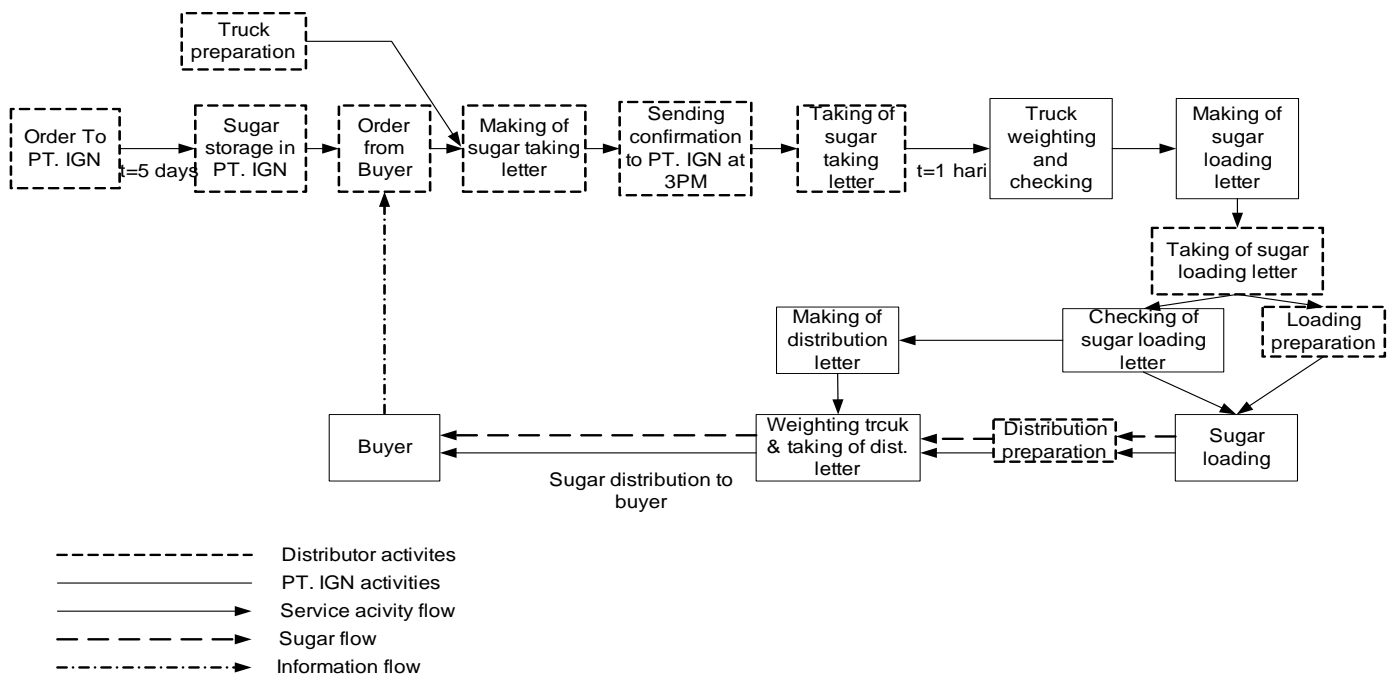 Truck
preparation
Order To
PT. IGN
t=5 days
Sugar
storage in
PT. IGN
Order
from
Buyer
Making of
sugar taking
letter
Sending
confirmation
to PT. IGN at
3PM
Taking of
sugar
taking
letter
t=1 hari
Truck
weighting
and
checking
Making of
sugar
loading
letter
Taking of sugar
loading letter
Making of
distribution
letter
Checking of
sugar loading
letter
Loading
preparation
Buyer
Weighting trcuk
& taking of dist.
letter
Distribution
preparation
Sugar
loading
Sugar distribution to
buyer
Distributor activites
PT. IGN activities
Service acivity flow
Sugar flow
Information flow